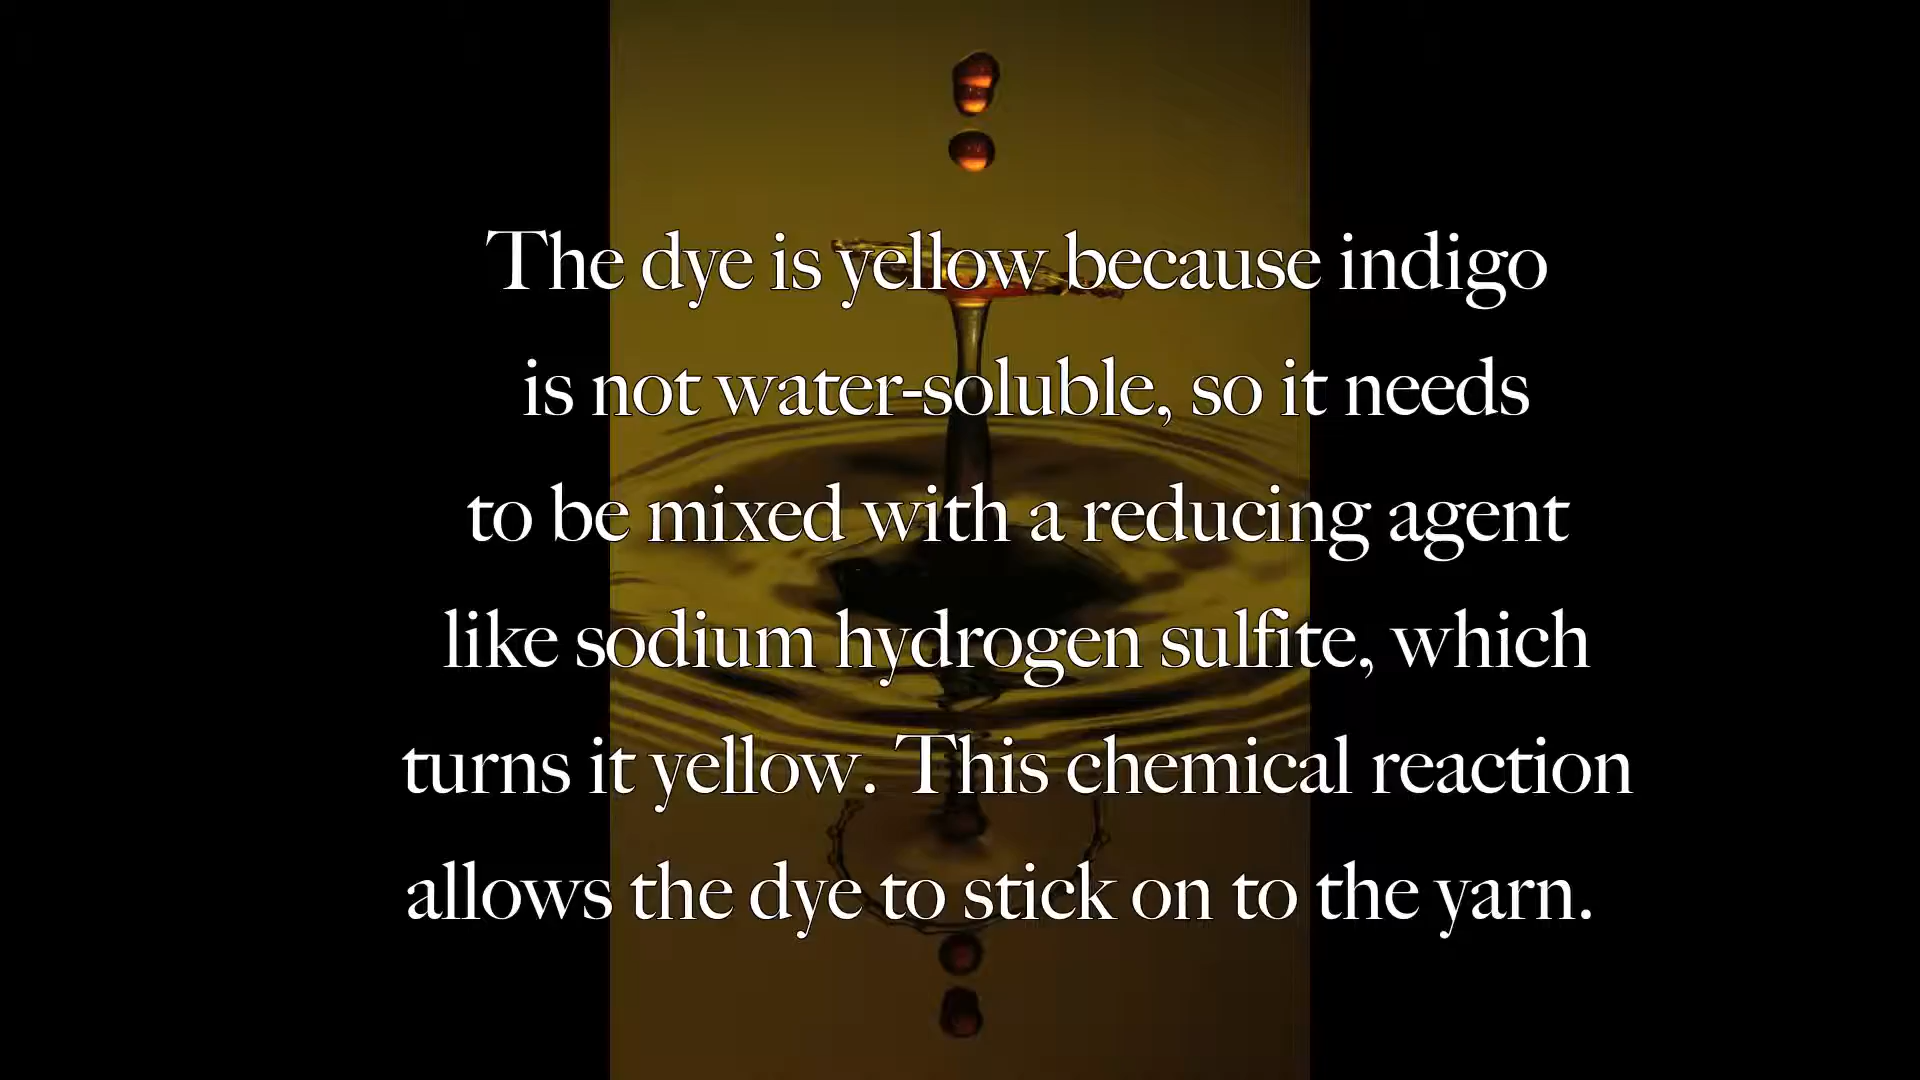 The dye is yellow because indigo
is not water-soluble, so it needs
to be mixed with a reducing agent
like sodium hydrogen sulfite, which
turns it yellow. This chemical reaction
allows the dye to stick on to the yarn.